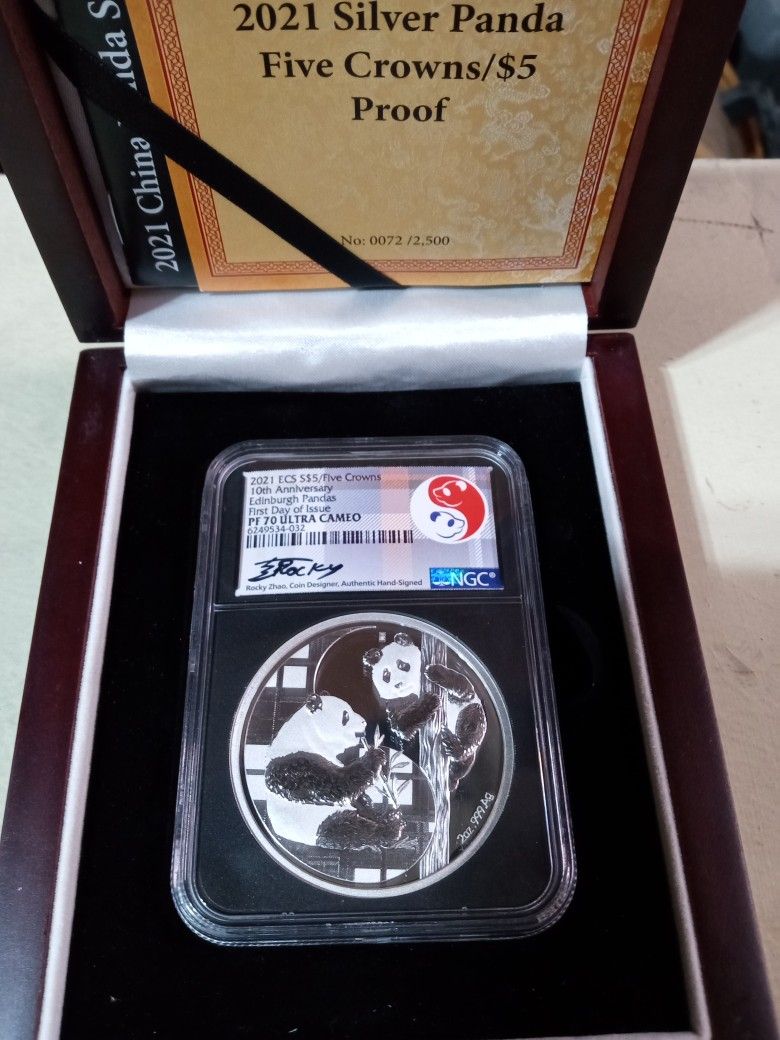 2021 Silver Panda
Five Crowns/$5
Proof
No: 0072 /2,500
2021 China
2021 ECS S$5/Five Crowns
10th Anniversary
Edinburgh Pandas
First Day of Issue
PF 70 ULTRA CAMEO
6249534-032
Rocky
Rocky Zhao, Coin Designer, Authentic Hand-Signed
NGC®
2oz .999 Ag